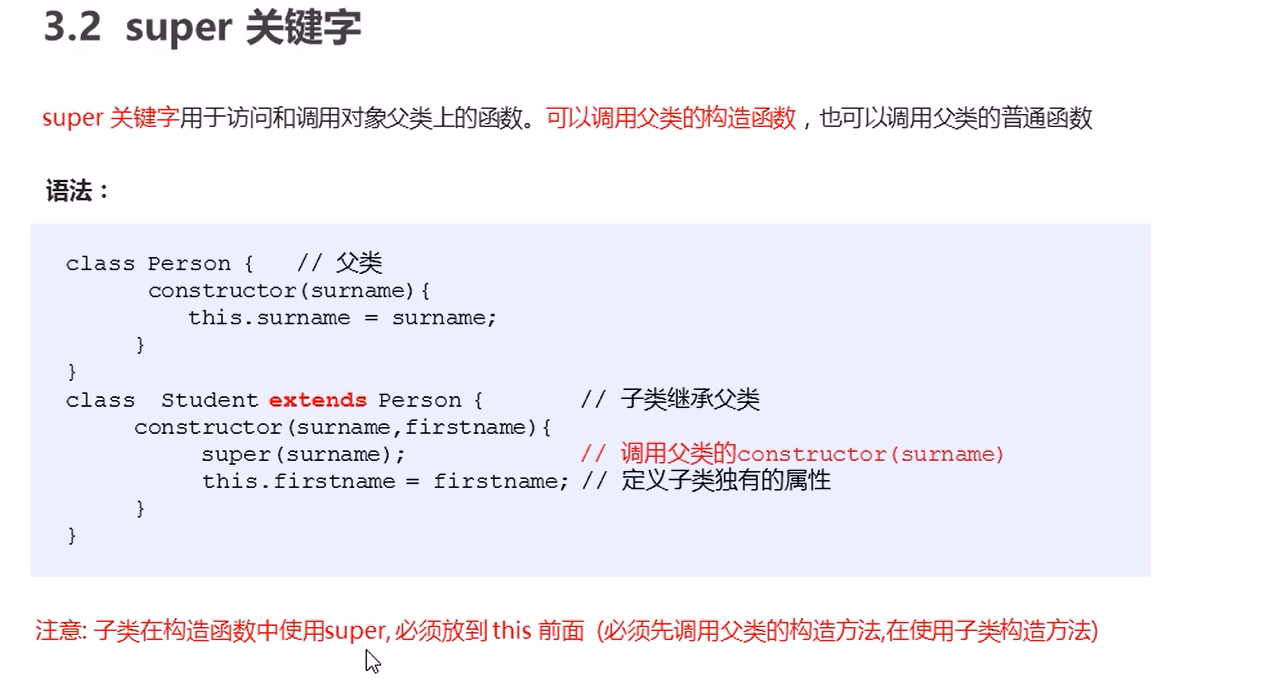 3.2 super 关键字
super 关键字用于访问和调用对象父类上的函数。可以调用父类的构造函数，也可以调用父类的普通函数
语法：
class Person {   // 父类
constructor(surname){
this.surname = surname;
}
}
class  Student extends Person {       // 子类继承父类
constructor(surname,firstname){
super(surname);             // 调用父类的constructor(surname)
this.firstname = firstname; // 定义子类独有的属性
}
}
注意: 子类在构造函数中使用super, 必须放到 this 前面 (必须先调用父类的构造方法,在使用子类构造方法)